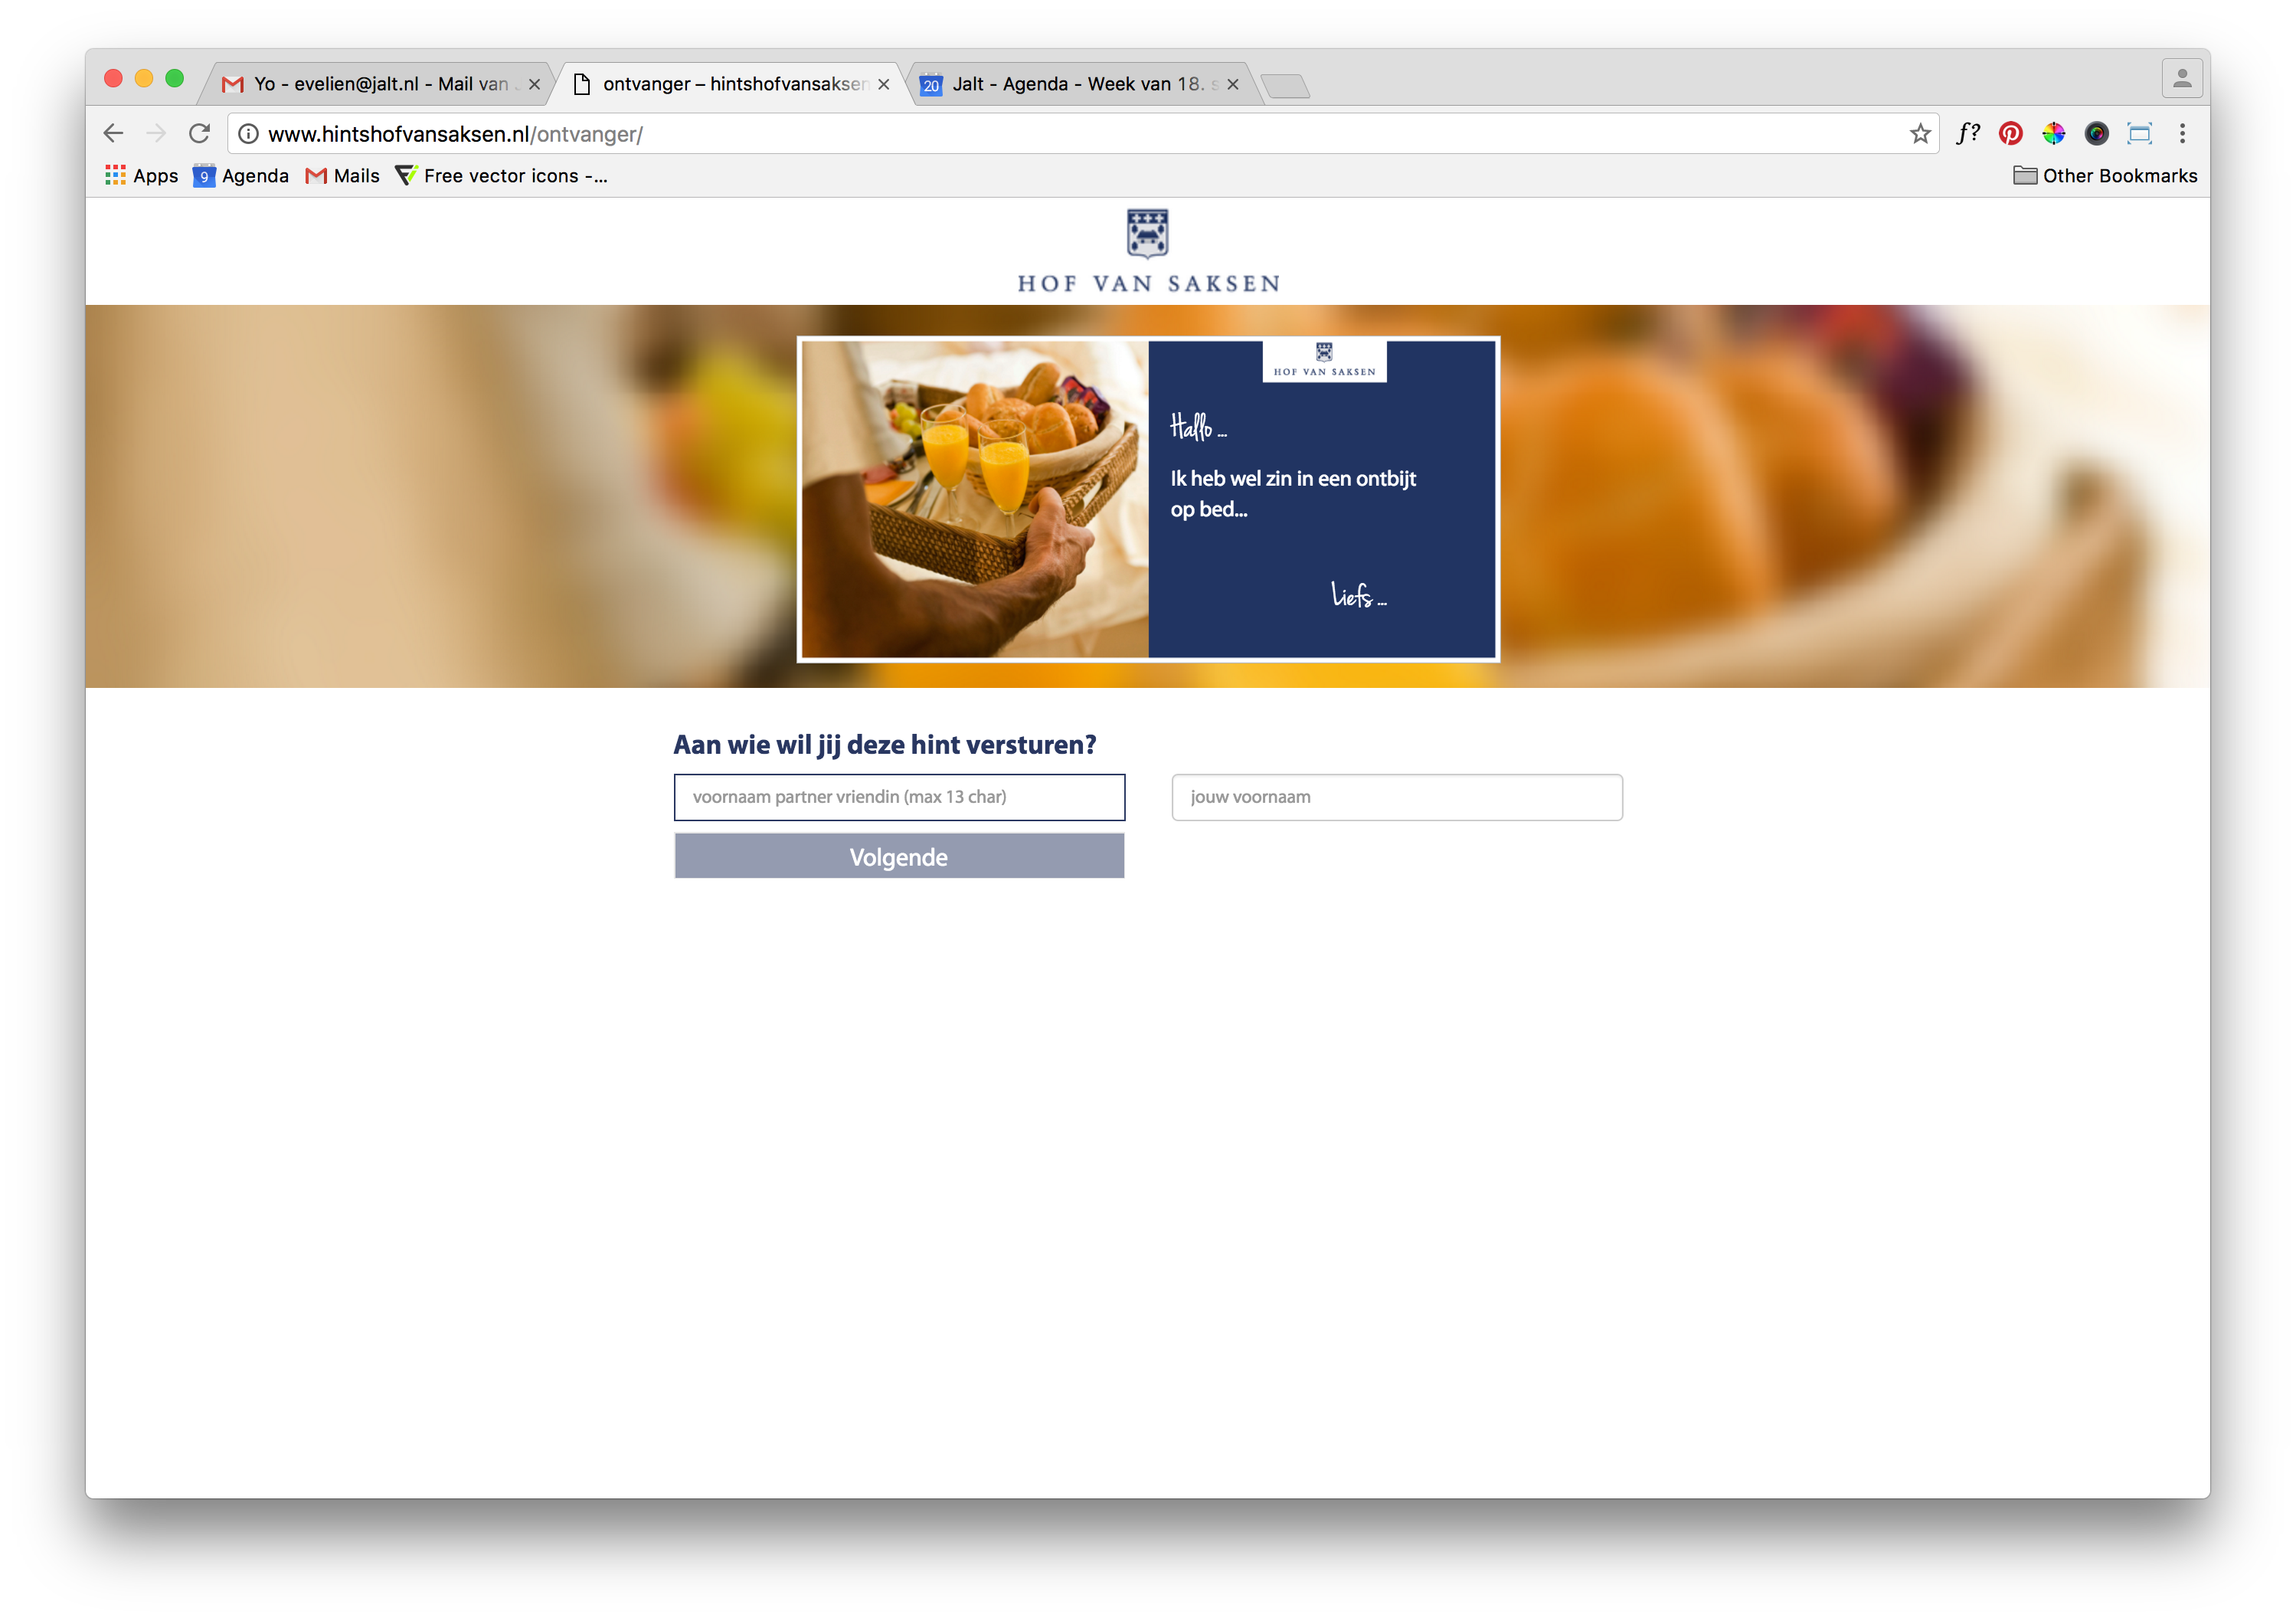 Yo - evelien@jalt.nl - Mail van
ontvanger – hintshofvansaksen
20
Jalt - Agenda - Week van 18. s
www.hintshofvansaksen.nl/ontvanger/
f?
Apps
9
Agenda
Mails
Free vector icons -...
Other Bookmarks
HOF VAN SAKSEN
HOF VAN SAKSEN
Hallo ...
Ik heb wel zin in een ontbijt
op bed...
Liefs ...
Aan wie wil jij deze hint versturen?
voornaam partner vriendin (max 13 char)
jouw voornaam
Volgende